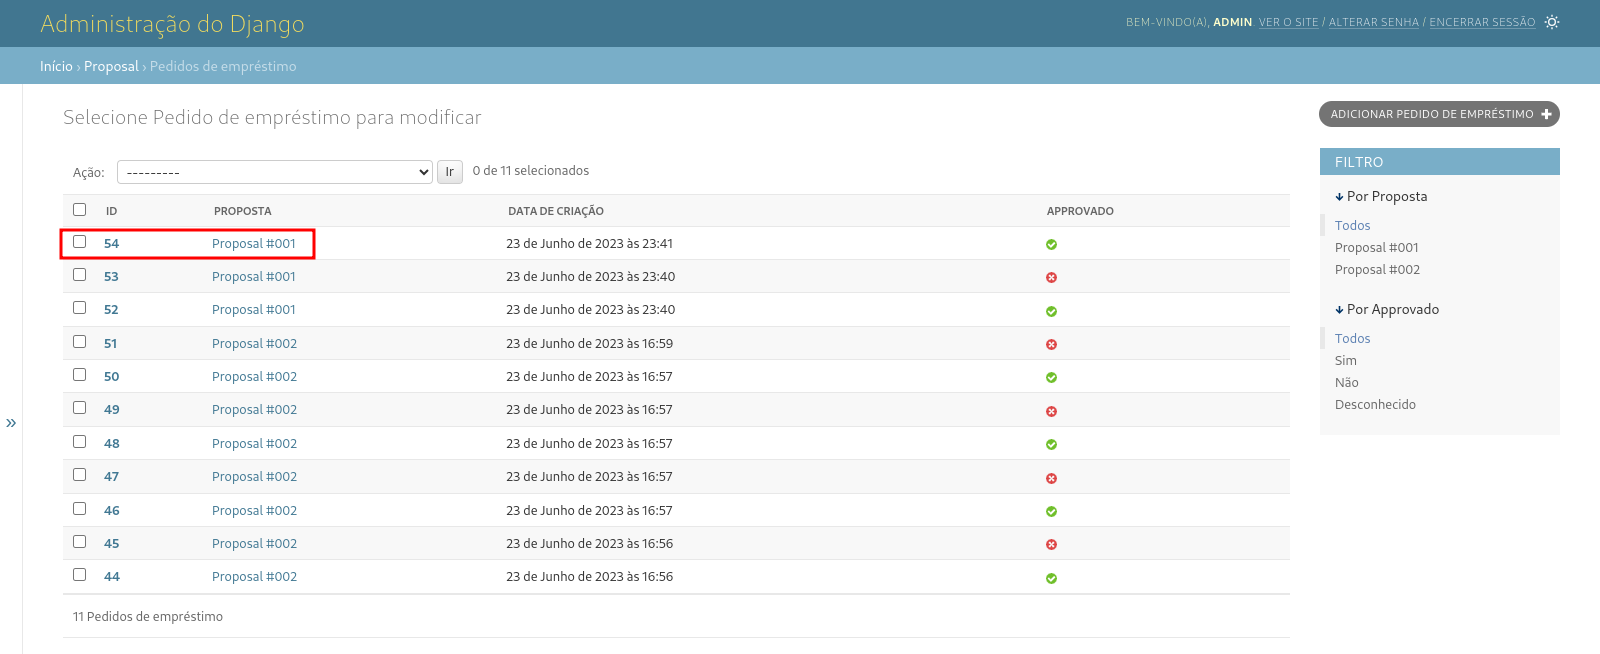 Administração do Django
BEM-VINDO(A), ADMIN. VER O SITE / ALTERAR SENHA / ENCERRAR SESSÃO
Início › Proposal › Pedidos de empréstimo
Selecione Pedido de empréstimo para modificar
ADICIONAR PEDIDO DE EMPRÉSTIMO
Ação: --------- Ir 0 de 11 selecionados
ID PROPOSTA DATA DE CRIAÇÃO APPROVADO
54 Proposal #001 23 de Junho de 2023 às 23:41
53 Proposal #001 23 de Junho de 2023 às 23:40
52 Proposal #001 23 de Junho de 2023 às 23:40
51 Proposal #002 23 de Junho de 2023 às 16:59
50 Proposal #002 23 de Junho de 2023 às 16:57
49 Proposal #002 23 de Junho de 2023 às 16:57
48 Proposal #002 23 de Junho de 2023 às 16:57
47 Proposal #002 23 de Junho de 2023 às 16:57
46 Proposal #002 23 de Junho de 2023 às 16:57
45 Proposal #002 23 de Junho de 2023 às 16:56
44 Proposal #002 23 de Junho de 2023 às 16:56
11 Pedidos de empréstimo
FILTRO
Por Proposta
Todos
Proposal #001
Proposal #002
Por Approvado
Todos
Sim
Não
Desconhecido
»